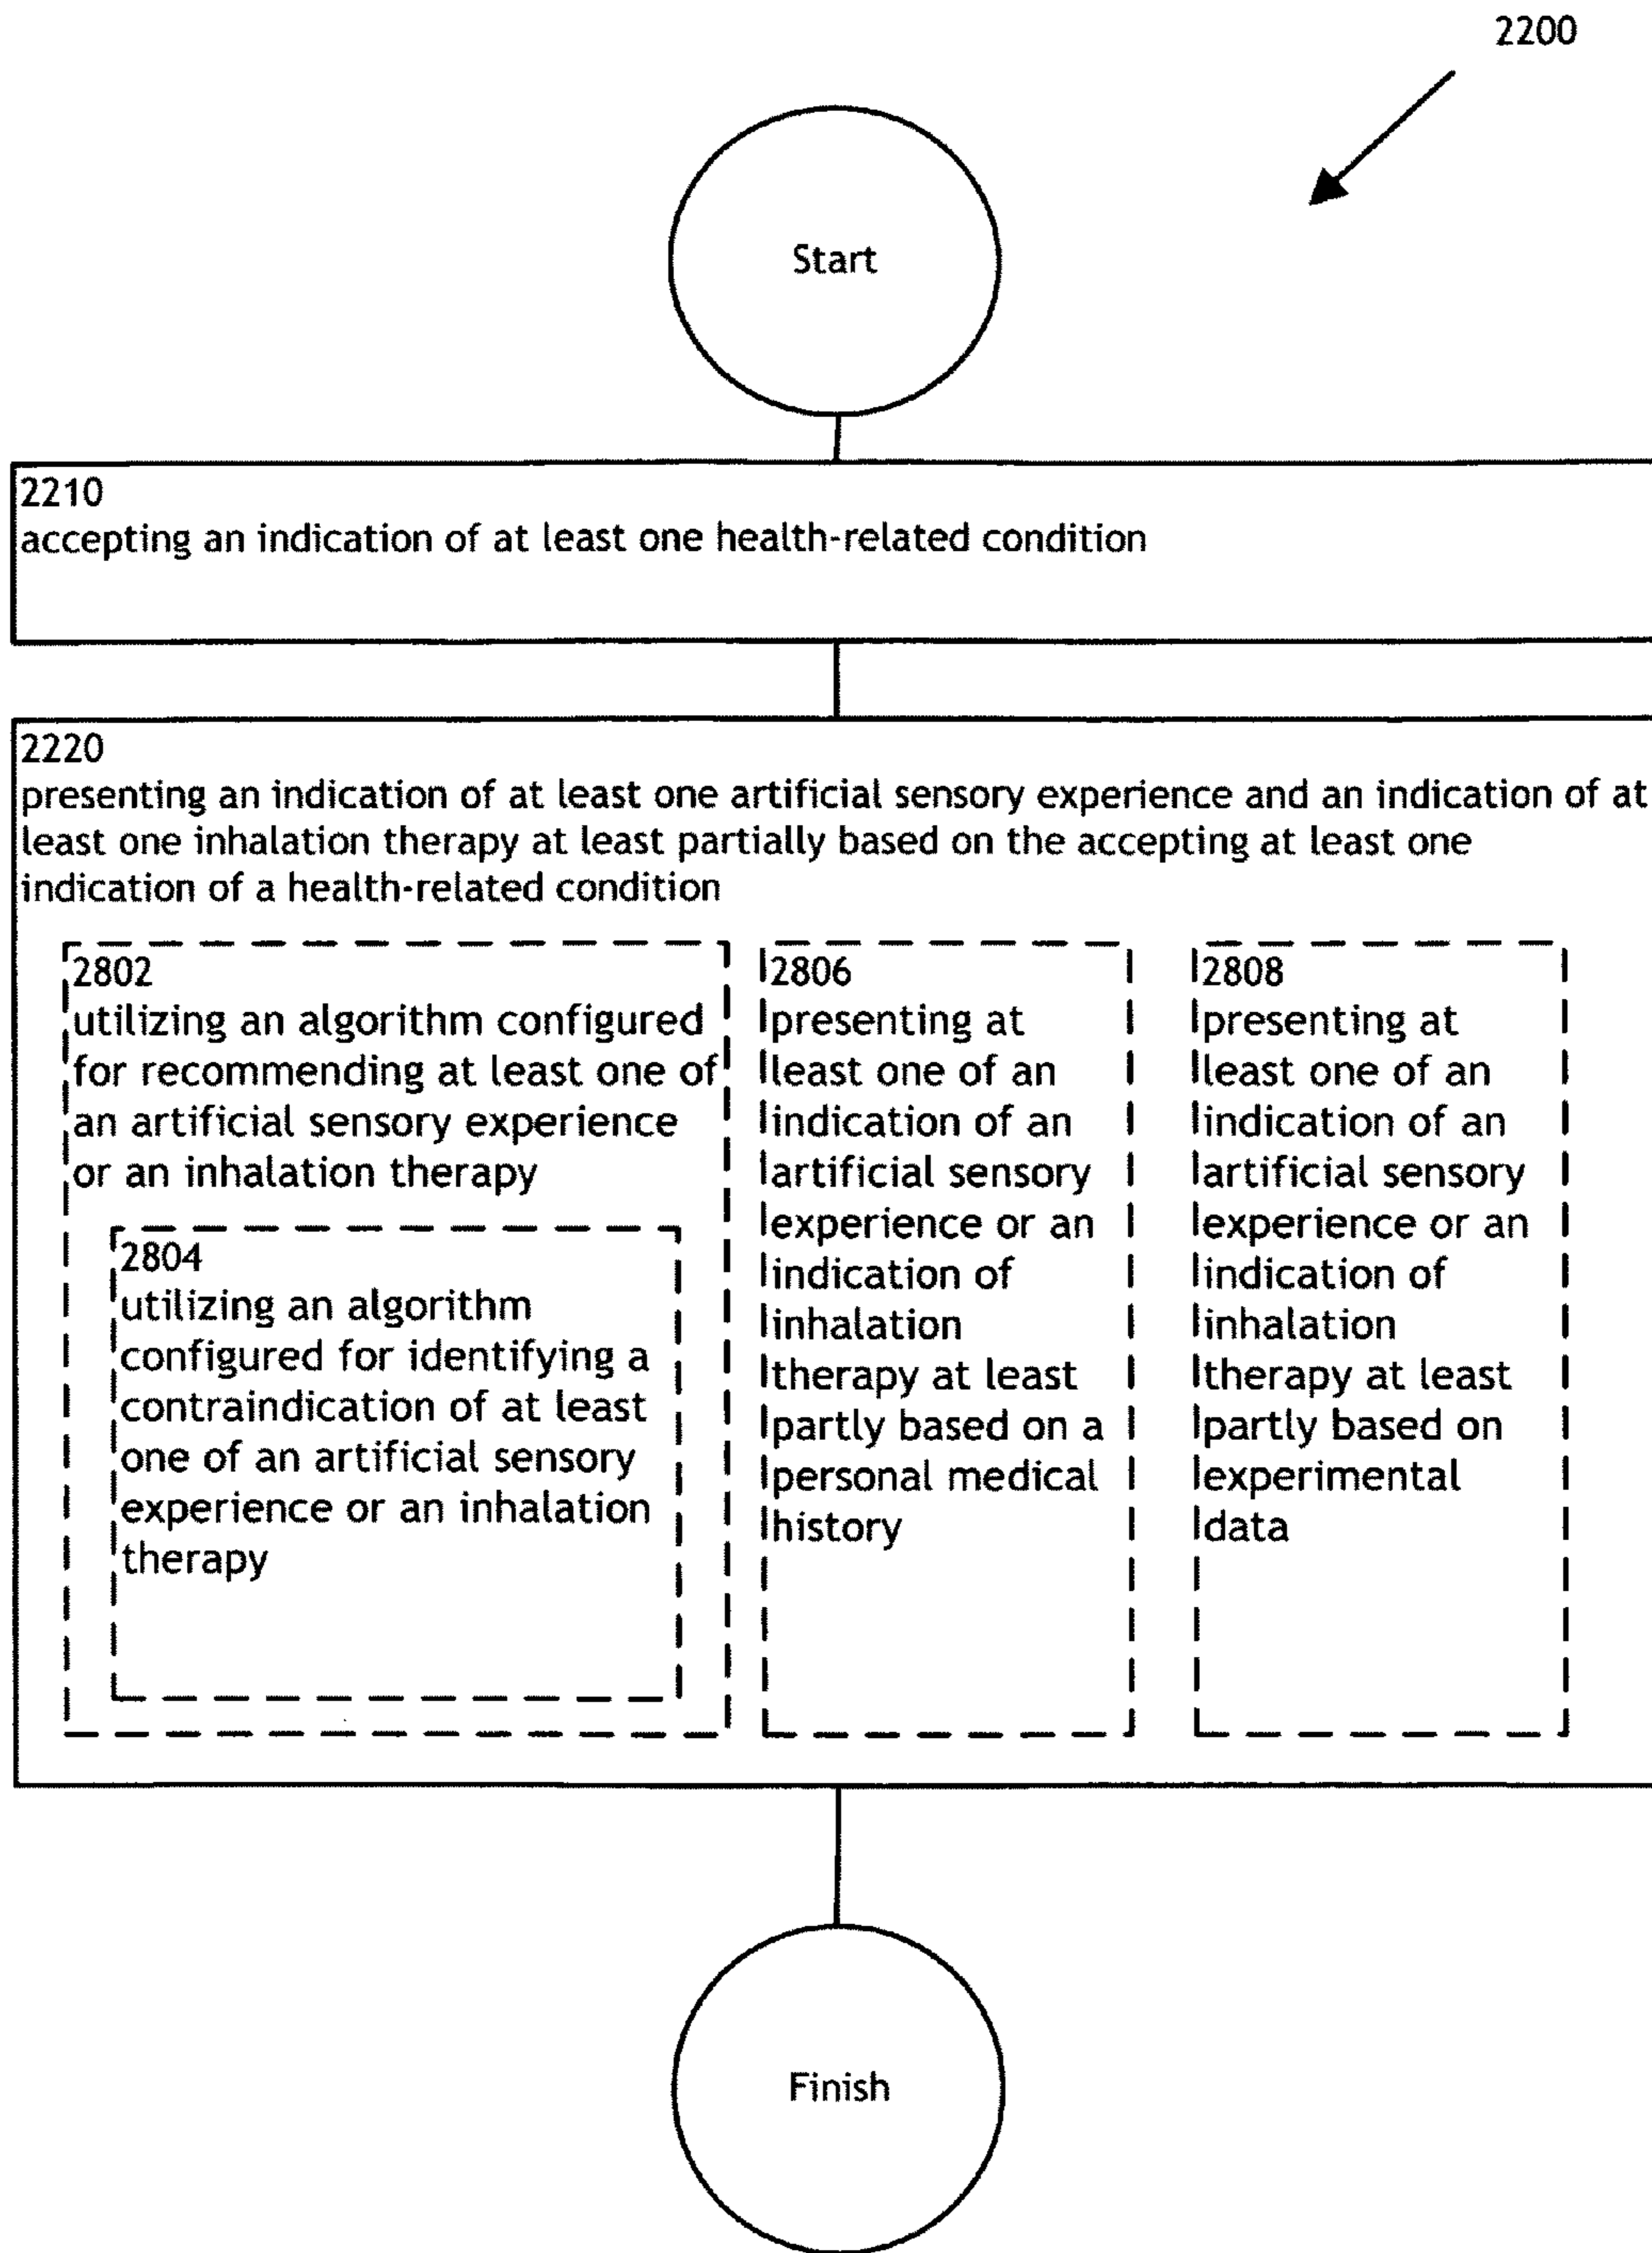 2200
Start
2210
accepting an indication of at least one health-related condition
2220
presenting an indication of at least one artificial sensory experience and an indication of at
least one inhalation therapy at least partially based on the accepting at least one
indication of a health-related condition
2802
utilizing an algorithm configured
for recommending at least one of
an artificial sensory experience
or an inhalation therapy
2804
utilizing an algorithm
configured for identifying a
contraindication of at least
one of an artificial sensory
experience or an inhalation
therapy
2806
presenting at
least one of an
indication of an
artificial sensory
experience or an
indication of
inhalation
therapy at least
partly based on a
personal medical
history
2808
presenting at
least one of an
indication of an
artificial sensory
experience or an
indication of
inhalation
therapy at least
partly based on
experimental
data
Finish